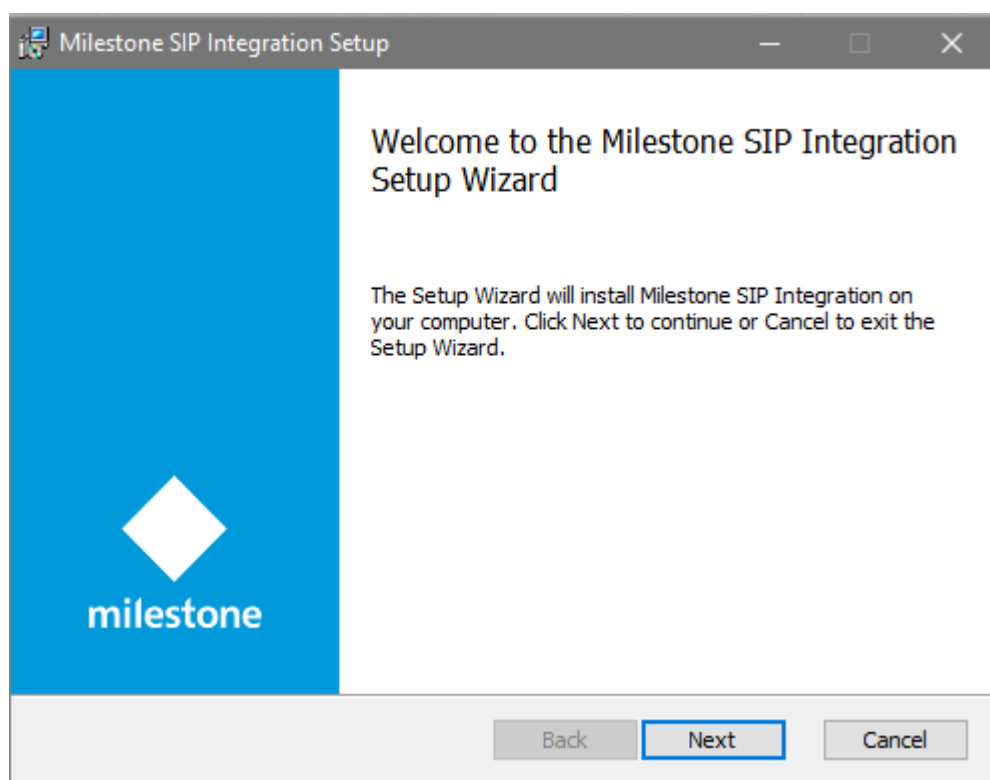 Milestone SIP Integration Setup
Welcome to the Milestone SIP Integration
Setup Wizard
The Setup Wizard will install Milestone SIP Integration on
your computer. Click Next to continue or Cancel to exit the
Setup Wizard.
milestone
Back
Next
Cancel